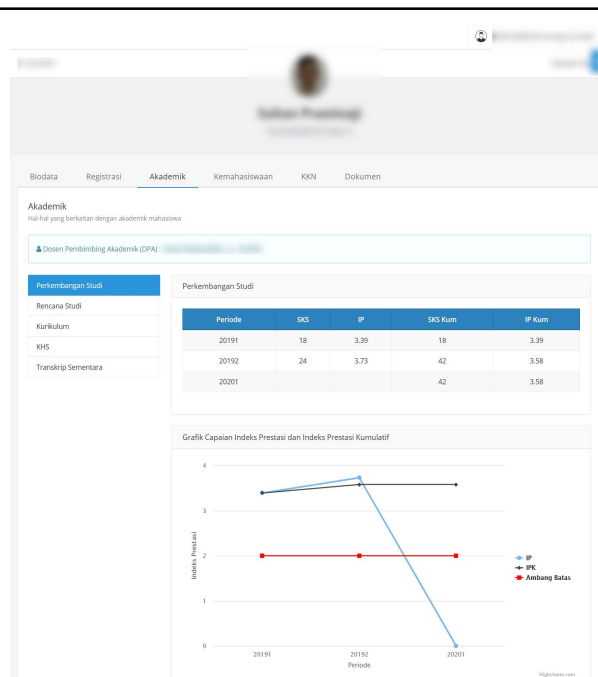 Biodata Registrasi Akademik Kemahasiswaan KKN Dokumen
Akademik
Hal-hal yang berkaitan dengan akademik mahasiswa
Dosen Pembimbing Akademik (DPA) :
Perkembangan Studi
Rencana Studi
Kurikulum
KHS
Transkrip Sementara
Perkembangan Studi
Periode SKS IP SKS Kum IP Kum
20191 18 3.39 18 3.39
20192 24 3.73 42 3.58
20201 42 3.58
Grafik Capaian Indeks Prestasi dan Indeks Prestasi Kumulatif
4
3
2
1
0
Indeks Prestasi
20191 20192 20201
Periode
IP
IPK
Ambang Batas
Highcharts.com